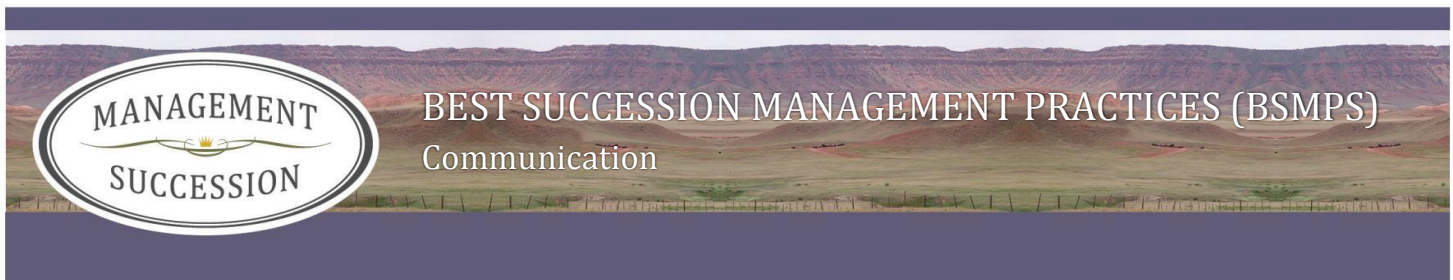 MANAGEMENT
SUCCESSION
BEST SUCCESSION MANAGEMENT PRACTICES (BSMPS)
Communication